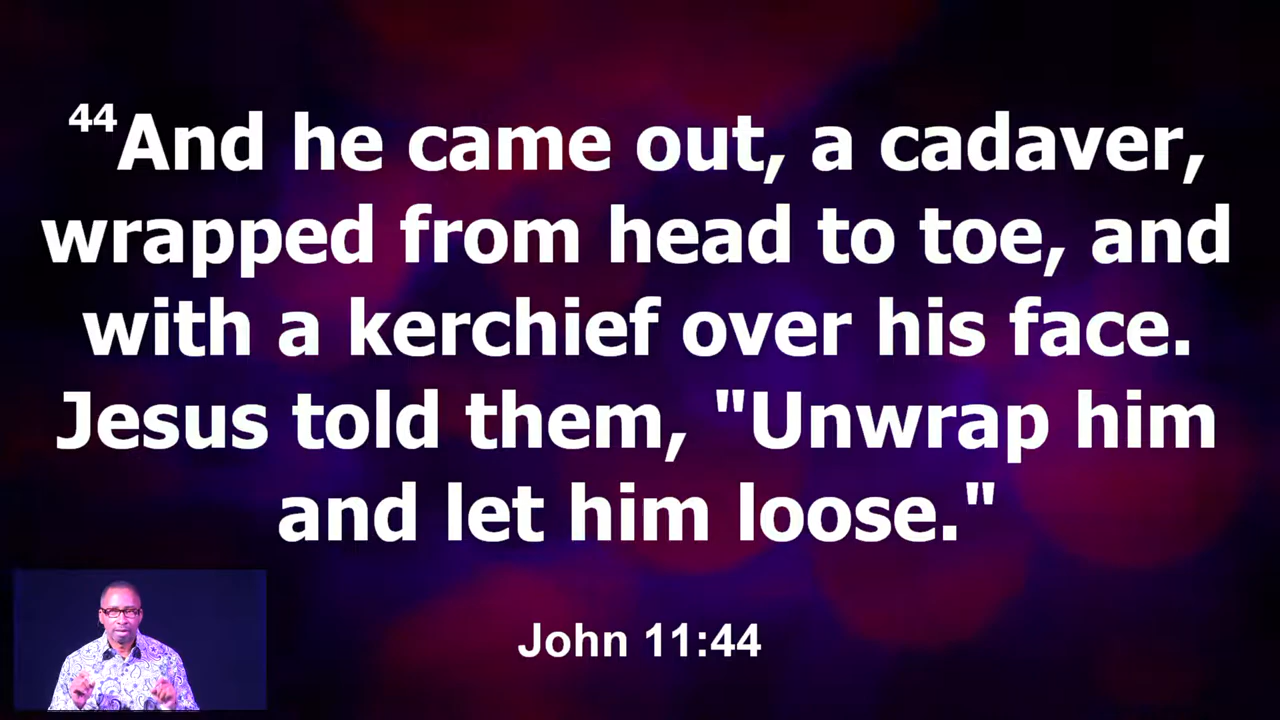 44And he came out, a cadaver,
wrapped from head to toe, and
with a kerchief over his face.
Jesus told them, "Unwrap him
and let him loose."
John 11:44